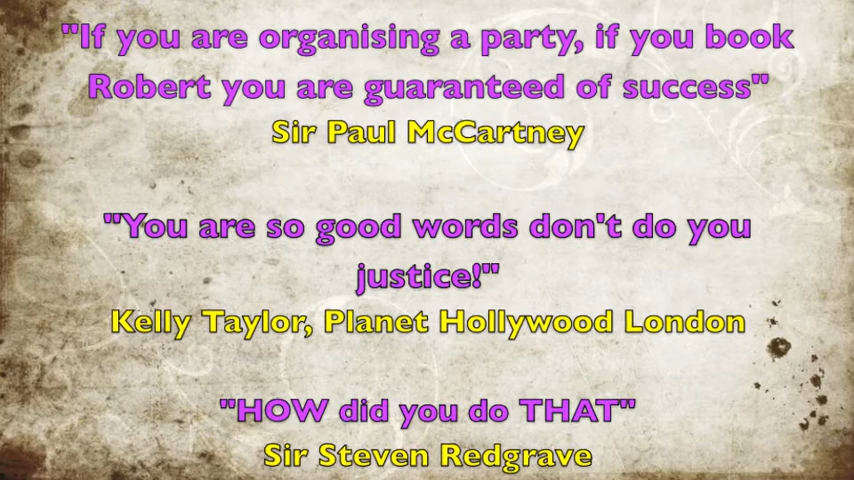 "If you are organising a party, if you book
Robert you are guaranteed of success"
Sir Paul McCartney
"You are so good words don't do you
justice!"
Kelly Taylor, Planet Hollywood London
"HOW did you do THAT"
Sir Steven Redgrave